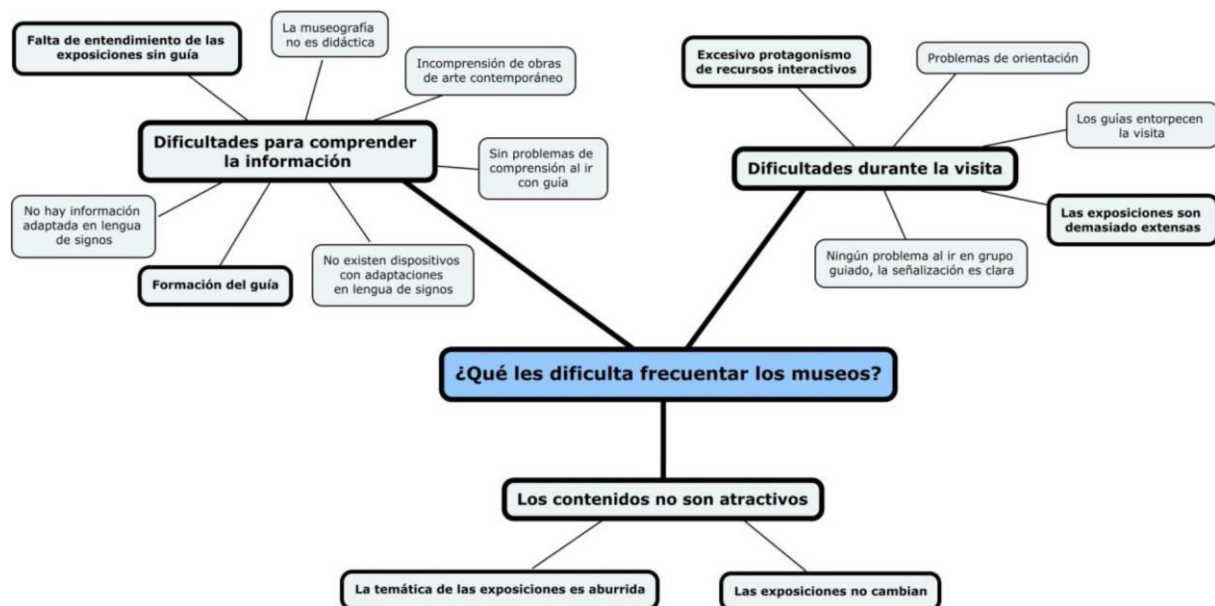 Falta de entendimiento de las
exposiciones sin guía
La museografía
no es didáctica
Incomprensión de obras
de arte contemporáneo
Dificultades para comprender
la información
Sin problemas de
comprensión al ir
con guía
No hay información
adaptada en lengua
de signos
Formación del guía
No existen dispositivos
con adaptaciones
en lengua de signos
Excesivo protagonismo
de recursos interactivos
Problemas de orientación
Los guías entorpecen
la visita
Dificultades durante la visita
Las exposiciones son
demasiado extensas
Ningún problema al ir en grupo
guiado, la señalización es clara
¿Qué les dificulta frecuentar los museos?
Los contenidos no son atractivos
La temática de las exposiciones es aburrida
Las exposiciones no cambian